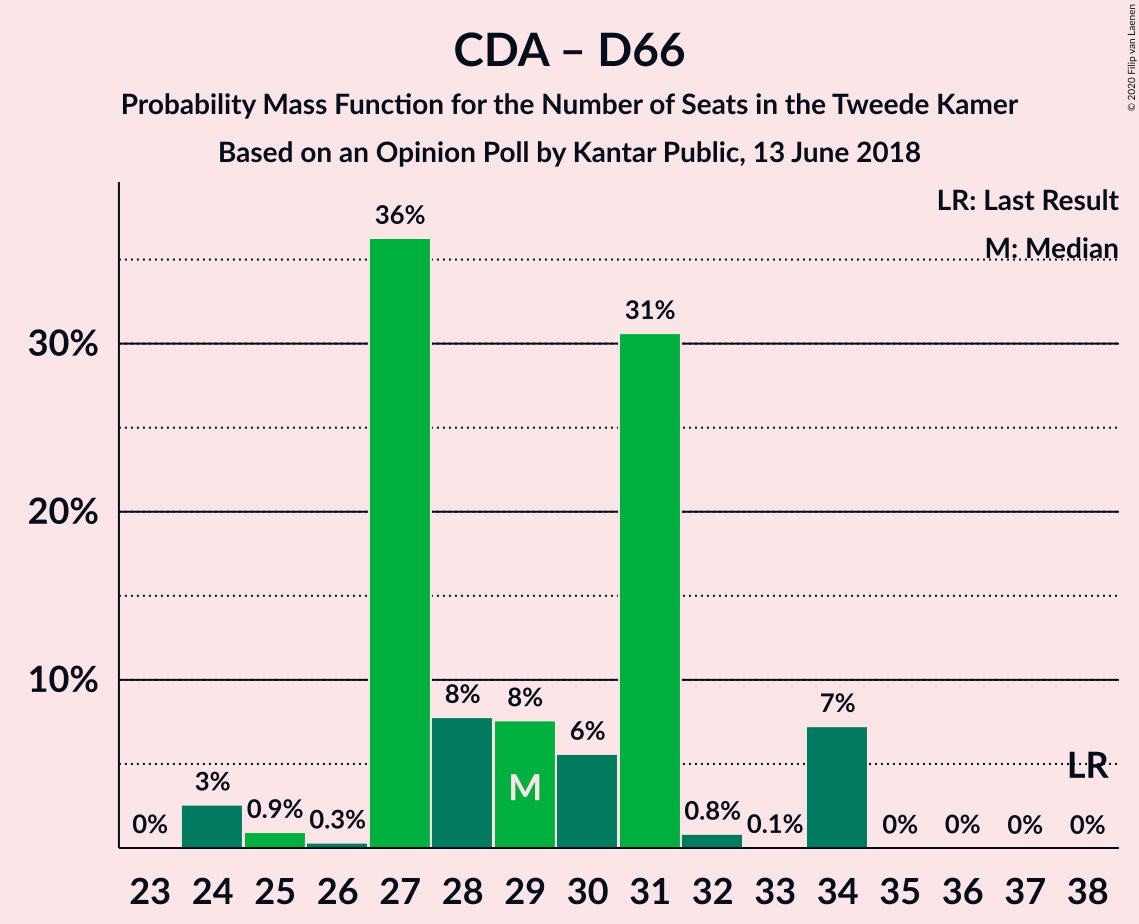 CDA – D66
Probability Mass Function for the Number of Seats in the Tweede Kamer
Based on an Opinion Poll by Kantar Public, 13 June 2018
© 2020 Filip van Laenen
LR: Last Result
M: Median
36%
31%
30%
20%
10%
8%
8%
7%
6%
3%
0.9%
0.3%
0%
M
0.8%
0.1%
0%
0%
0%
LR
0%
23 24 25 26 27 28 29 30 31 32 33 34 35 36 37 38